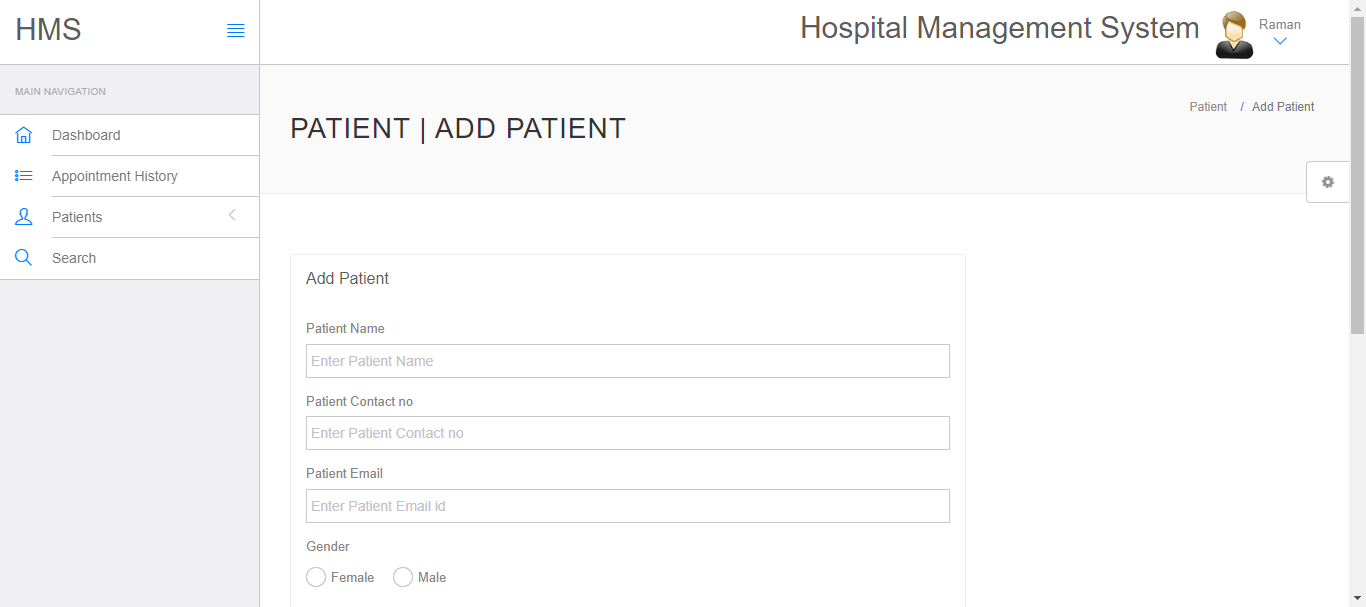 HMS
Hospital Management System
Raman
MAIN NAVIGATION
Dashboard
Appointment History
Patients
Search
Patient / Add Patient
PATIENT | ADD PATIENT
Add Patient
Patient Name
Enter Patient Name
Patient Contact no
Enter Patient Contact no
Patient Email
Enter Patient Email id
Gender
Female Male